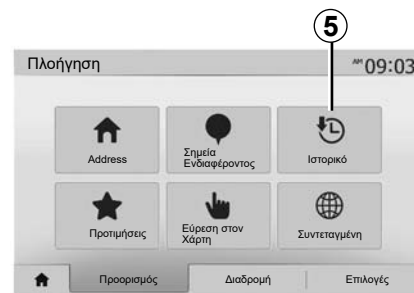 5
Πλοήγηση
AM 09:03
Address
Σημεία
Ενδιαφέροντος
Ιστορικό
Προτιμήσεις
Εύρεση στον
Χάρτη
Συντεταγμένη
Προορισμός
Διαδρομή
Επιλογές